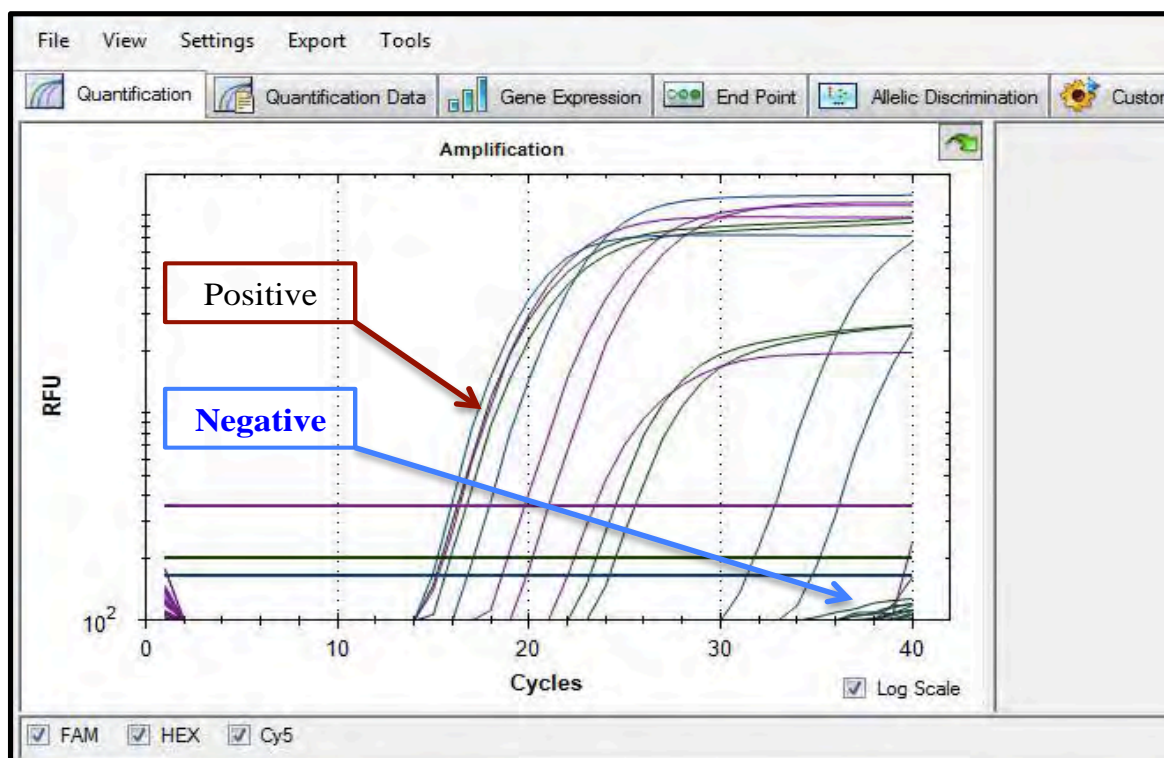 File View Settings Export Tools
Quantification Quantification Data Gene Expression End Point Allelic Discrimination Custom
Amplification
Positive
Negative
RFU
10²
0 10 20 30 40
Cycles
Log Scale
FAM HEX Cy5